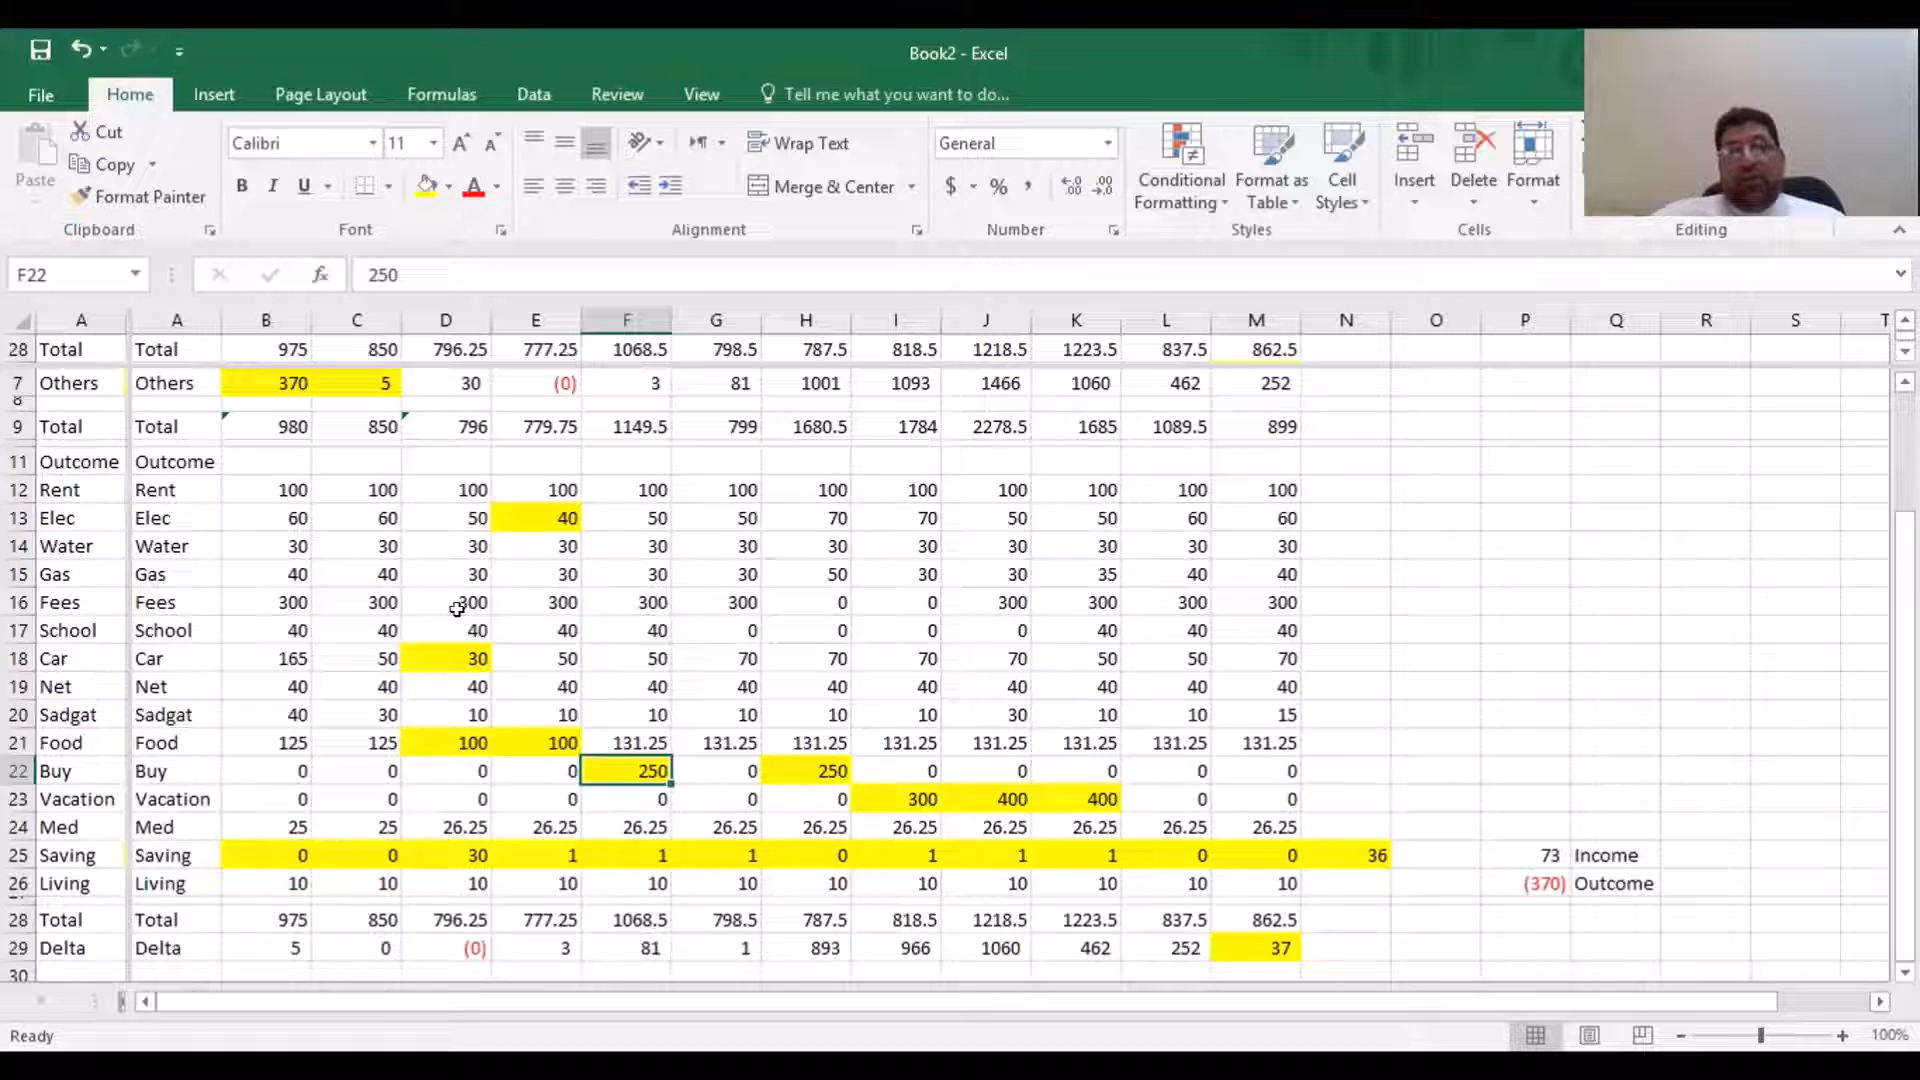 Book2 - Excel
File Home Insert Page Layout Formulas Data Review View Tell me what you want to do...
Cut
Copy
Format Painter
Paste
Calibri 11
B I U
Wrap Text
Merge & Center
General
$ % ,
Conditional Formatting
Format as Table
Cell Styles
Insert Delete Format
Clipboard Font Alignment Number Styles Cells Editing
F22 fx 250
A A B C D E F G H I J K L M N O P Q R S T
28 Total Total 975 850 796.25 777.25 1068.5 798.5 787.5 818.5 1218.5 1223.5 837.5 862.5
7 Others Others 370 5 30 (0) 3 81 1001 1093 1466 1060 462 252
8
9 Total Total 980 850 796 779.75 1149.5 799 1680.5 1784 2278.5 1685 1089.5 899
11 Outcome Outcome
12 Rent Rent 100 100 100 100 100 100 100 100 100 100 100 100
13 Elec Elec 60 60 50 40 50 50 70 70 50 50 60 60
14 Water Water 30 30 30 30 30 30 30 30 30 30 30 30
15 Gas Gas 40 40 30 30 30 30 50 30 30 35 40 40
16 Fees Fees 300 300 300 300 300 300 0 0 300 300 300 300
17 School School 40 40 40 40 40 0 0 0 0 40 40 40
18 Car Car 165 50 30 50 50 70 70 70 70 50 50 70
19 Net Net 40 40 40 40 40 40 40 40 40 40 40 40
20 Sadgat Sadgat 40 30 10 10 10 10 10 10 30 10 10 15
21 Food Food 125 125 100 100 131.25 131.25 131.25 131.25 131.25 131.25 131.25 131.25
22 Buy Buy 0 0 0 0 250 0 250 0 0 0 0 0
23 Vacation Vacation 0 0 0 0 0 0 0 300 400 400 0 0
24 Med Med 25 25 26.25 26.25 26.25 26.25 26.25 26.25 26.25 26.25 26.25 26.25
25 Saving Saving 0 0 30 1 1 1 0 1 1 1 0 0 36 73 Income
26 Living Living 10 10 10 10 10 10 10 10 10 10 10 10 (370) Outcome
28 Total Total 975 850 796.25 777.25 1068.5 798.5 787.5 818.5 1218.5 1223.5 837.5 862.5
29 Delta Delta 5 0 (0) 3 81 1 893 966 1060 462 252 37
30
Ready 100%